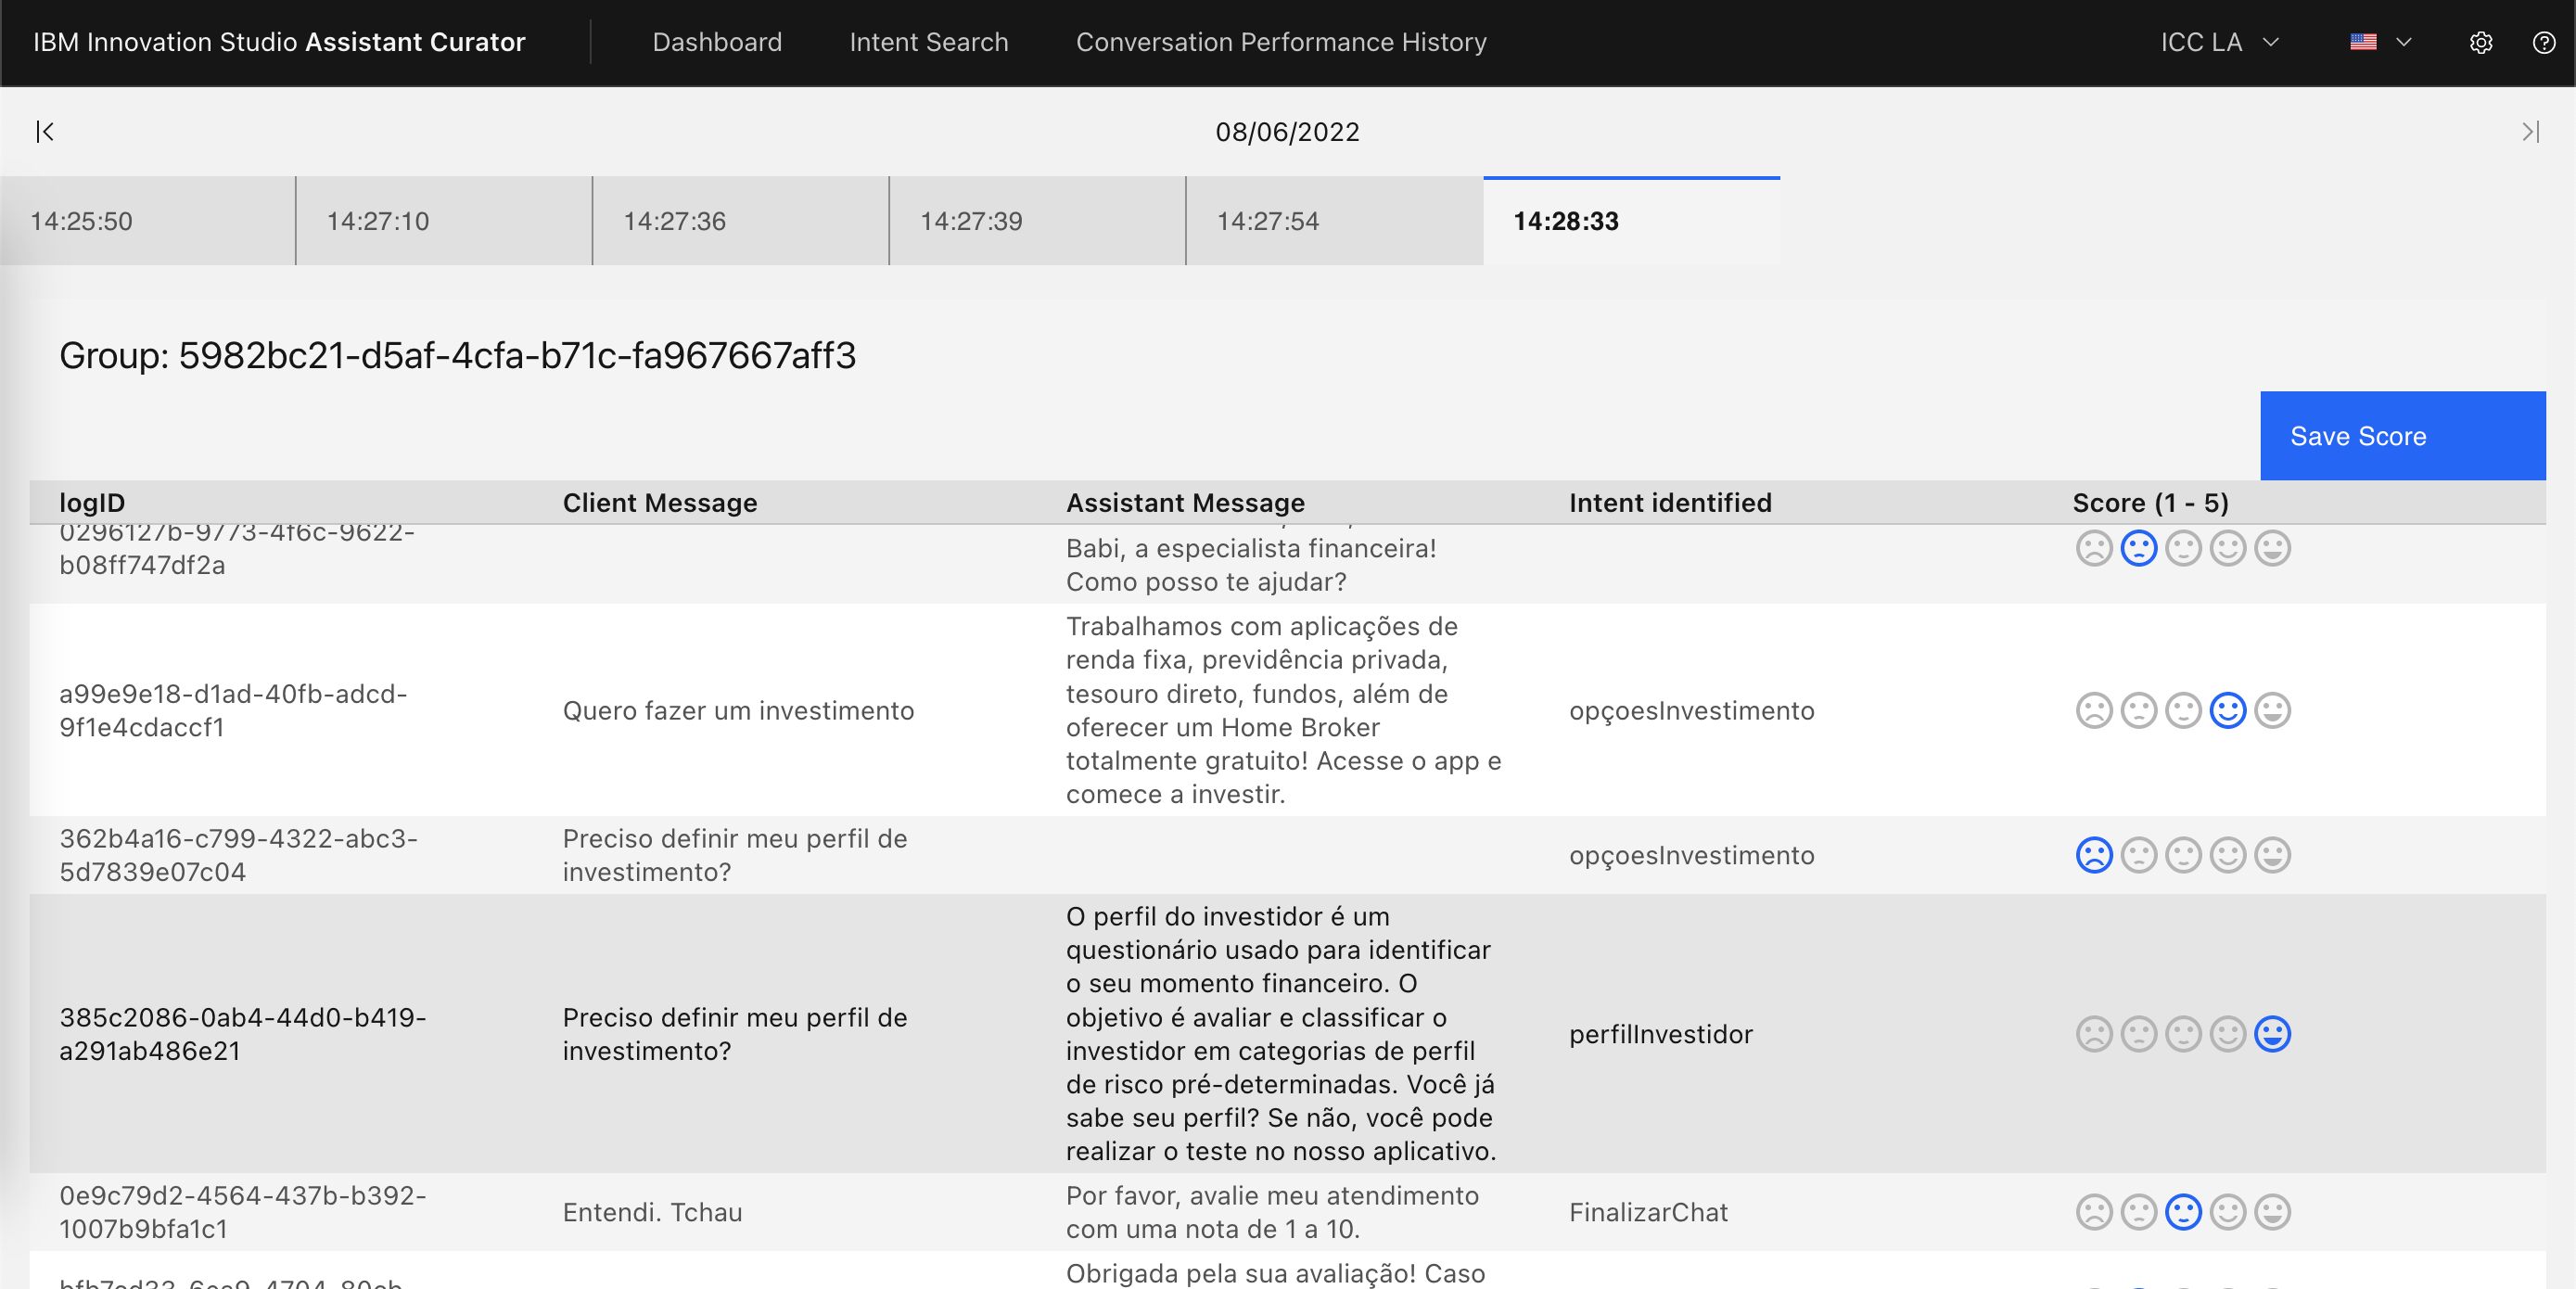 IBM Innovation Studio Assistant Curator Dashboard Intent Search Conversation Performance History ICC LA
08/06/2022
14:25:50 14:27:10 14:27:36 14:27:39 14:27:54 14:28:33
Group: 5982bc21-d5af-4cfa-b71c-fa967667aff3
Save Score
logID Client Message Assistant Message Intent identified Score (1 - 5)
0296127b-9773-4f6c-9622-
b08ff747df2a
Babi, a especialista financeira!
Como posso te ajudar?
a99e9e18-d1ad-40fb-adcd-
9f1e4cdaccf1
Quero fazer um investimento
Trabalhamos com aplicações de
renda fixa, previdência privada,
tesouro direto, fundos, além de
oferecer um Home Broker
totalmente gratuito! Acesse o app e
comece a investir.
opçoesInvestimento
362b4a16-c799-4322-abc3-
5d7839e07c04
Preciso definir meu perfil de
investimento?
opçoesInvestimento
385c2086-0ab4-44d0-b419-
a291ab486e21
Preciso definir meu perfil de
investimento?
O perfil do investidor é um
questionário usado para identificar
o seu momento financeiro. O
objetivo é avaliar e classificar o
investidor em categorias de perfil
de risco pré-determinadas. Você já
sabe seu perfil? Se não, você pode
realizar o teste no nosso aplicativo.
perfilInvestidor
0e9c79d2-4564-437b-b392-
1007b9bfa1c1
Entendi. Tchau
Por favor, avalie meu atendimento
com uma nota de 1 a 10.
FinalizarChat
Obrigada pela sua avaliação! Caso